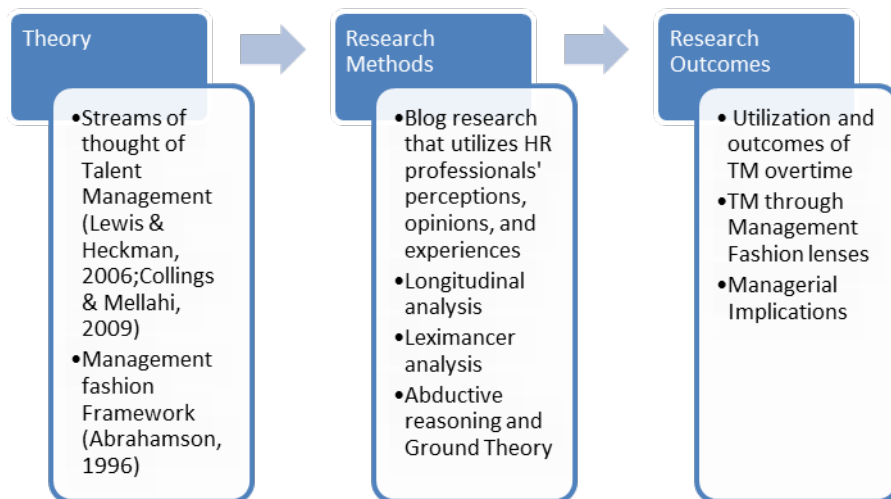 Theory
•Streams of
thought of
Talent
Management
(Lewis &
Heckman,
2006;Collings
& Mellahi,
2009)
•Management
fashion
Framework
(Abrahamson,
1996)
Research
Methods
•Blog research
that utilizes HR
professionals'
perceptions,
opinions, and
experiences
•Longitudinal
analysis
•Leximancer
analysis
•Abductive
reasoning and
Ground Theory
Research
Outcomes
• Utilization and
outcomes of
TM overtime
•TM through
Management
Fashion lenses
•Managerial
Implications